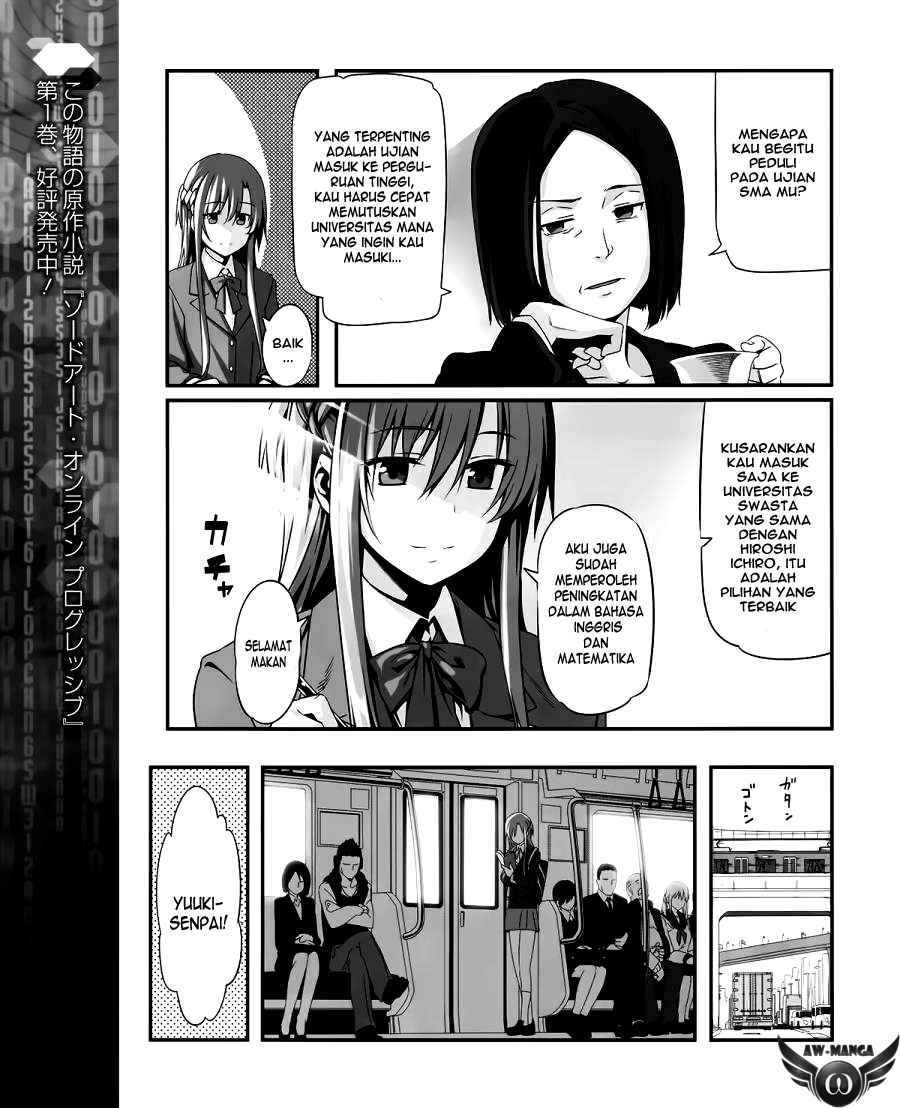 この物語の原作小説『ソードアート・オンライン プログレッシブ』
第1巻、好評発売中!
MENGAPA
KAU BEGITU
PEDULI
PADA UJIAN
SMA MU?
YANG TERPENTING
ADALAH UJIAN
MASUK KE PERGU-
RUAN TINGGI,
KAU HARUS CEPAT
MEMUTUSKAN
UNIVERSITAS MANA
YANG INGIN KAU
MASUKI...
BAIK
...
KUSARANKAN
KAU MASUK
SAJA KE
UNIVERSITAS
SWASTA
YANG SAMA
DENGAN
HIROSHI
ICHIRO, ITU
ADALAH
PILIHAN YANG
TERBAIK
AKU JUGA
SUDAH
MEMPEROLEH
PENINGKATAN
DALAM BAHASA
INGGRIS
DAN
MATEMATIKA
カチャ
SELAMAT
MAKAN
ガタン
ゴトン
YUUKI-
SENPAI!
AW-MANGA